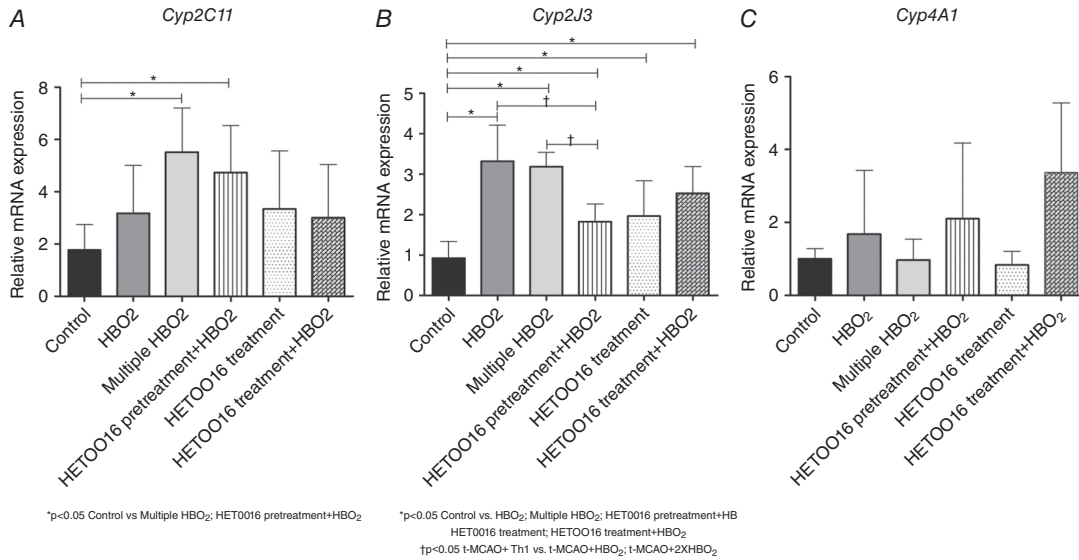 A
Cyp2C11
Relative mRNA expression
8
6
4
2
0
*
*
Control
HBO2
Multiple HBO2
HETOO16 pretreatment+HBO2
HETOO16 treatment
HETOO16 treatment+HBO2
*p<0.05 Control vs Multiple HBO₂; HET0016 pretreatment+HBO₂
B
Cyp2J3
Relative mRNA expression
5
4
3
2
1
0
*
*
*
*
†
*
†
Control
HBO2
Multiple HBO2
HETOO16 pretreatment+HBO2
HETOO16 treatment
HETOO16 treatment+HBO2
*p<0.05 Control vs. HBO₂; Multiple HBO₂; HET0016 pretreatment+HB
HET0016 treatment; HETOO16 treatment+HBO₂
†p<0.05 t-MCAO+ Th1 vs. t-MCAO+HBO₂; t-MCAO+2XHBO₂
C
Cyp4A1
Relative mRNA expression
6
4
2
0
Control
HBO₂
Multiple HBO₂
HETOO16 pretreatment+HBO₂
HETOO16 treatment
HETOO16 treatment+HBO₂